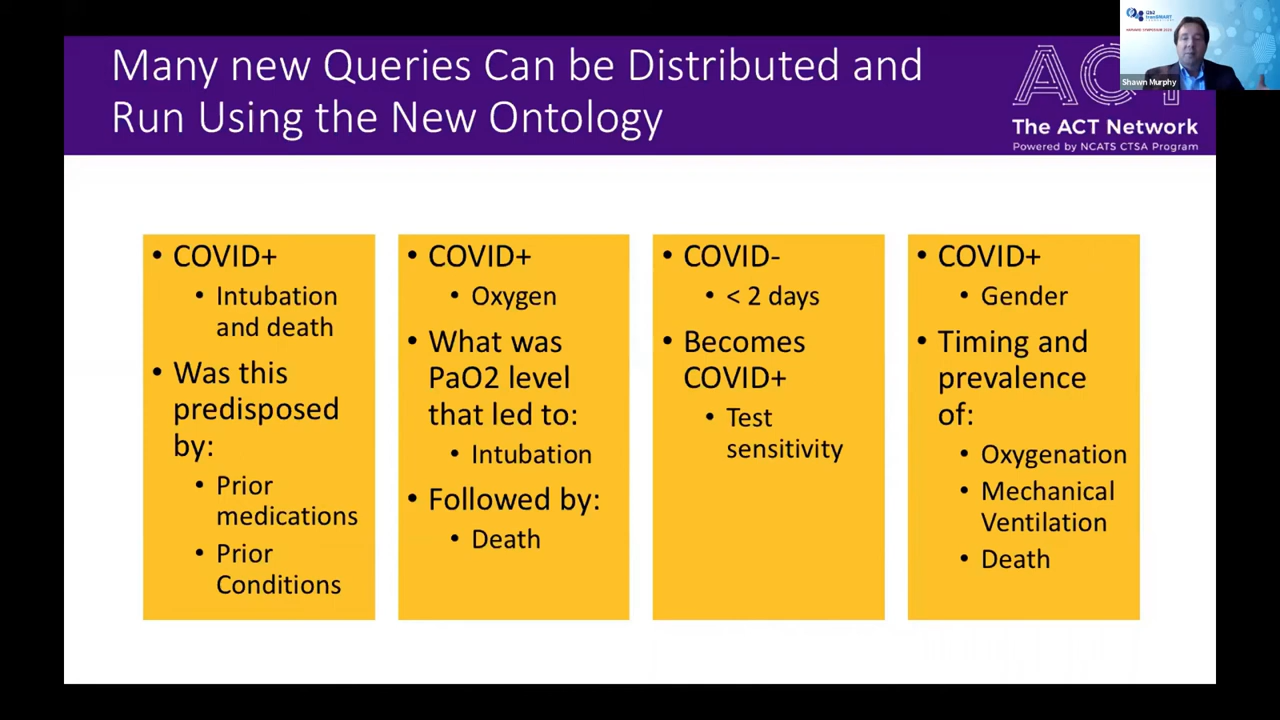 Many new Queries Can be Distributed and
Run Using the New Ontology
The ACT Network
Powered by NCATS CTSA Program
i2b2
tranSMART
Shawn Murphy
• COVID+
• Intubation
and death
• Was this
predisposed
by:
• Prior
medications
• Prior
Conditions
• COVID+
• Oxygen
• What was
PaO2 level
that led to:
• Intubation
• Followed by:
• Death
• COVID-
• < 2 days
• Becomes
COVID+
• Test
sensitivity
• COVID+
• Gender
• Timing and
prevalence
of:
• Oxygenation
• Mechanical
Ventilation
• Death